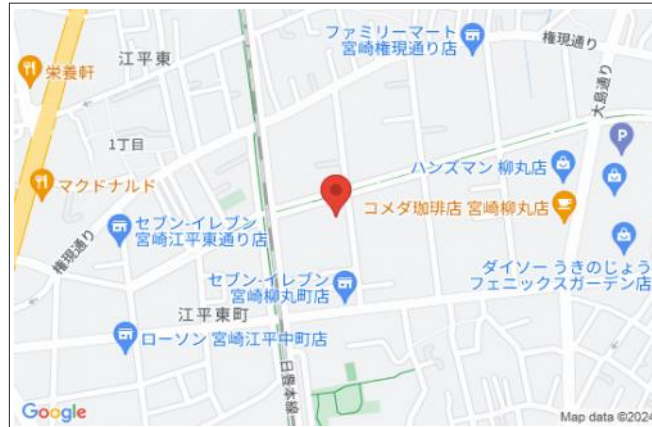 ファミリーマート
宮崎権現通り店
権現通り
江平東
栄養軒
大島通り
1丁目
P
ハンズマン 柳丸店
マクドナルド
コメダ珈琲店 宮崎柳丸店
セブン-イレブン
宮崎江平東通り店
権現通り
ダイソー うきのじょう
フェニックスガーデン店
セブン-イレブン
宮崎柳丸町店
江平東町
ローソン 宮崎江平中町店
日豊本線
Google
Map data ©2024